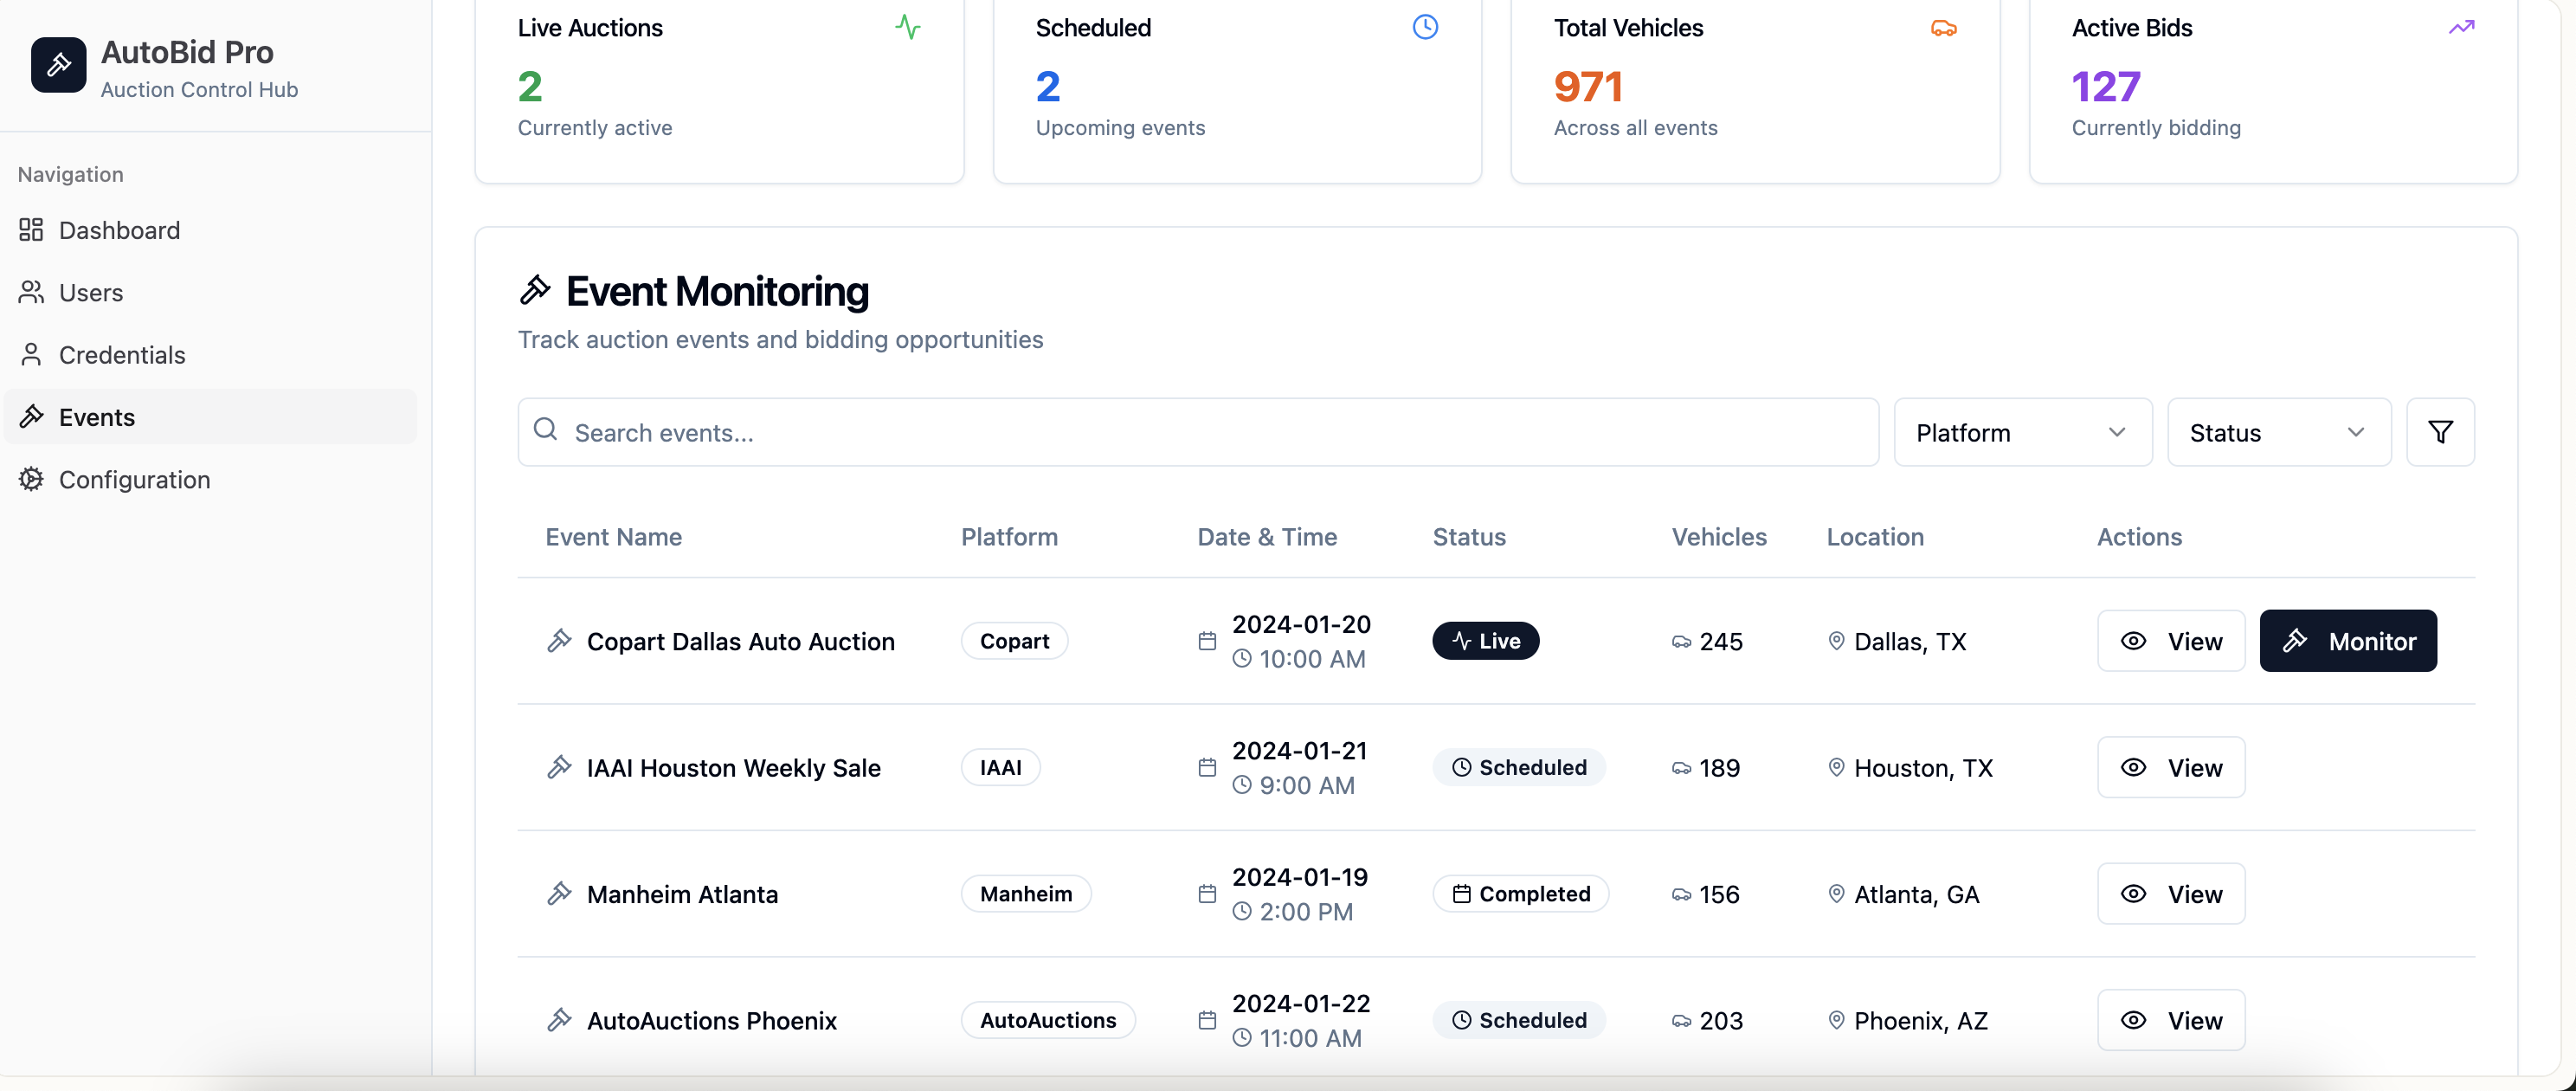 AutoBid Pro
Auction Control Hub
Navigation
Dashboard
Users
Credentials
Events
Configuration
Live Auctions
2
Currently active
Scheduled
2
Upcoming events
Total Vehicles
971
Across all events
Active Bids
127
Currently bidding
Event Monitoring
Track auction events and bidding opportunities
Search events...
Platform
Status
Event Name Platform Date & Time Status Vehicles Location Actions
Copart Dallas Auto Auction Copart 2024-01-20 10:00 AM Live 245 Dallas, TX View Monitor
IAAI Houston Weekly Sale IAAI 2024-01-21 9:00 AM Scheduled 189 Houston, TX View
Manheim Atlanta Manheim 2024-01-19 2:00 PM Completed 156 Atlanta, GA View
AutoAuctions Phoenix AutoAuctions 2024-01-22 11:00 AM Scheduled 203 Phoenix, AZ View